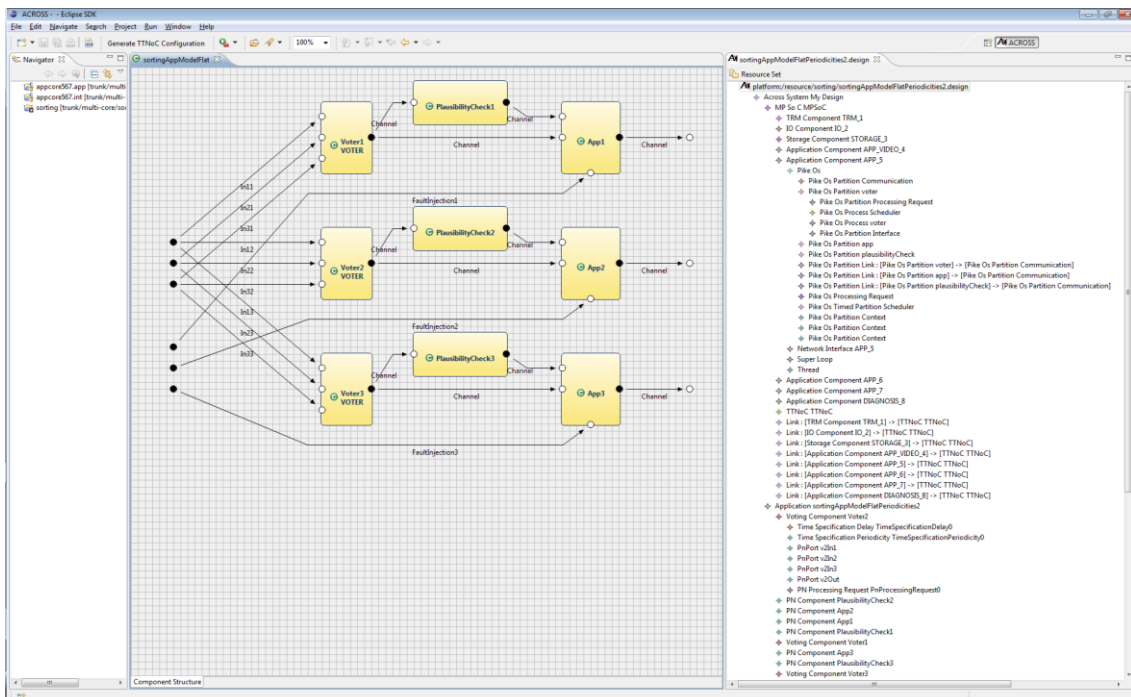 ACROSS - - Eclipse SDK
File Edit Navigate Search Project Run Window Help
Generate TTNoC Configuration 100% ACROSS
Navigator
appcore567.app [trunk/multi-
appcore567.int [trunk/multi-
sorting [trunk/multi-core/sor
sortingAppModelFlat
PlausibilityCheck1
Channel
Channel
Voter1
VOTER
Channel
App1
Channel
In11
In21
In31
FaultInjection1
PlausibilityCheck2
In12
Channel
Channel
In22
Voter2
VOTER
Channel
App2
Channel
In32
In13
In23
FaultInjection2
In33
PlausibilityCheck3
Channel
Channel
Voter3
VOTER
Channel
App3
Channel
FaultInjection3
Component Structure
sortingAppModelFlatPeriodicities2.design
Resource Set
platform:/resource/sorting/sortingAppModelFlatPeriodicities2.design
Across System My Design
MP So C MPSoC
TRM Component TRM_1
IO Component IO_2
Storage Component STORAGE_3
Application Component APP_VIDEO_4
Application Component APP_5
Pike Os
Pike Os Partition Communication
Pike Os Partition voter
Pike Os Partition Processing Request
Pike Os Process Scheduler
Pike Os Process voter
Pike Os Partition Interface
Pike Os Partition app
Pike Os Partition plausibilityCheck
Pike Os Partition Link : [Pike Os Partition voter] -> [Pike Os Partition Communication]
Pike Os Partition Link : [Pike Os Partition app] -> [Pike Os Partition Communication]
Pike Os Partition Link : [Pike Os Partition plausibilityCheck] -> [Pike Os Partition Communication]
Pike Os Processing Request
Pike Os Timed Partition Scheduler
Pike Os Partition Context
Pike Os Partition Context
Pike Os Partition Context
Network Interface APP_5
Super Loop
Thread
Application Component APP_6
Application Component APP_7
Application Component DIAGNOSIS_8
TTNoC TTNoC
Link : [TRM Component TRM_1] -> [TTNoC TTNoC]
Link : [IO Component IO_2] -> [TTNoC TTNoC]
Link : [Storage Component STORAGE_3] -> [TTNoC TTNoC]
Link : [Application Component APP_VIDEO_4] -> [TTNoC TTNoC]
Link : [Application Component APP_5] -> [TTNoC TTNoC]
Link : [Application Component APP_6] -> [TTNoC TTNoC]
Link : [Application Component APP_7] -> [TTNoC TTNoC]
Link : [Application Component DIAGNOSIS_8] -> [TTNoC TTNoC]
Application sortingAppModelFlatPeriodicities2
Voting Component Voter2
Time Specification Delay TimeSpecificationDelay0
Time Specification Periodicity TimeSpecificationPeriodicity0
PnPort v2In1
PnPort v2In2
PnPort v2In3
PnPort v2Out
PN Processing Request PnProcessingRequest0
PN Component PlausibilityCheck2
PN Component App2
PN Component App1
PN Component PlausibilityCheck1
Voting Component Voter1
PN Component App3
PN Component PlausibilityCheck3
Voting Component Voter3